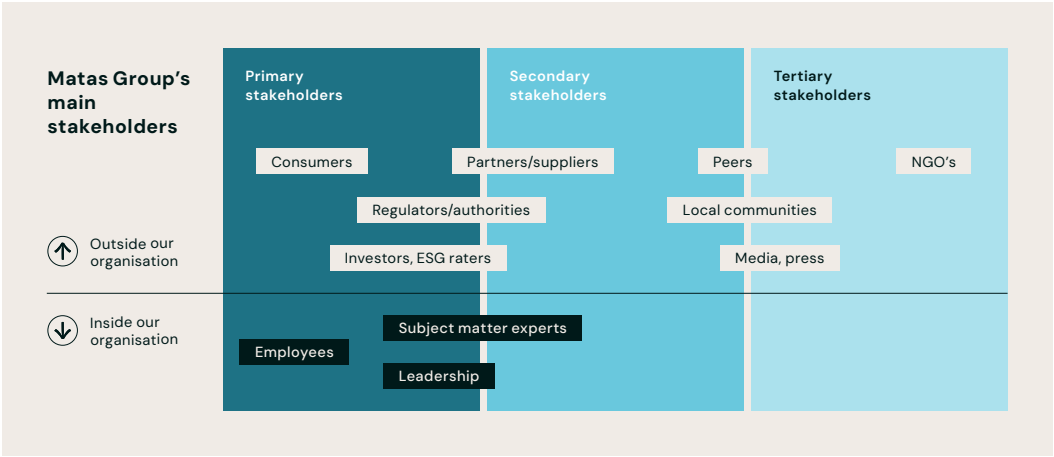 Matas Group’s
main
stakeholders
Primary
stakeholders
Secondary
stakeholders
Tertiary
stakeholders
Consumers
Partners/suppliers
Peers
NGO’s
Regulators/authorities
Local communities
Investors, ESG raters
Media, press
Outside our
organisation
Inside our
organisation
Subject matter experts
Employees
Leadership